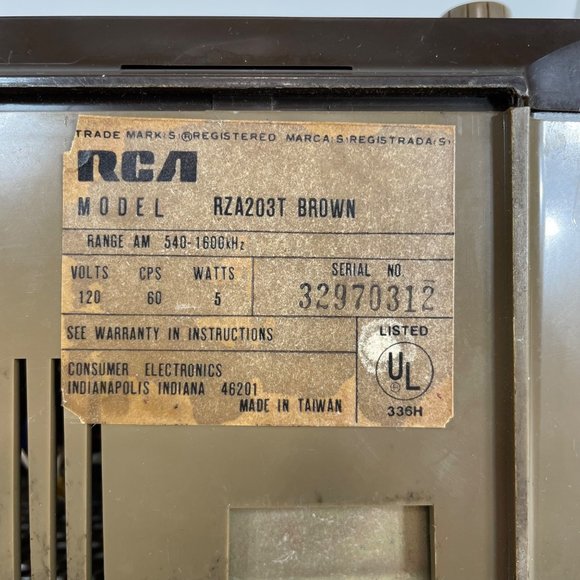 TRADE MARK(S)®REGISTERED MARCA(S)REGISTRADA(S)
RCA
MODEL RZA203T BROWN
RANGE AM 540-1600kHz
VOLTS CPS WATTS
120 60 5
SERIAL NO
32970312
SEE WARRANTY IN INSTRUCTIONS
CONSUMER ELECTRONICS
INDIANAPOLIS INDIANA 46201
MADE IN TAIWAN
LISTED
UL
®
336H